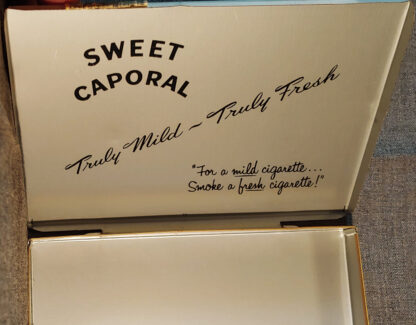 SWEET
CAPORAL
Truly Mild ~ Truly Fresh
"For a mild cigarette...
Smoke a fresh cigarette!"